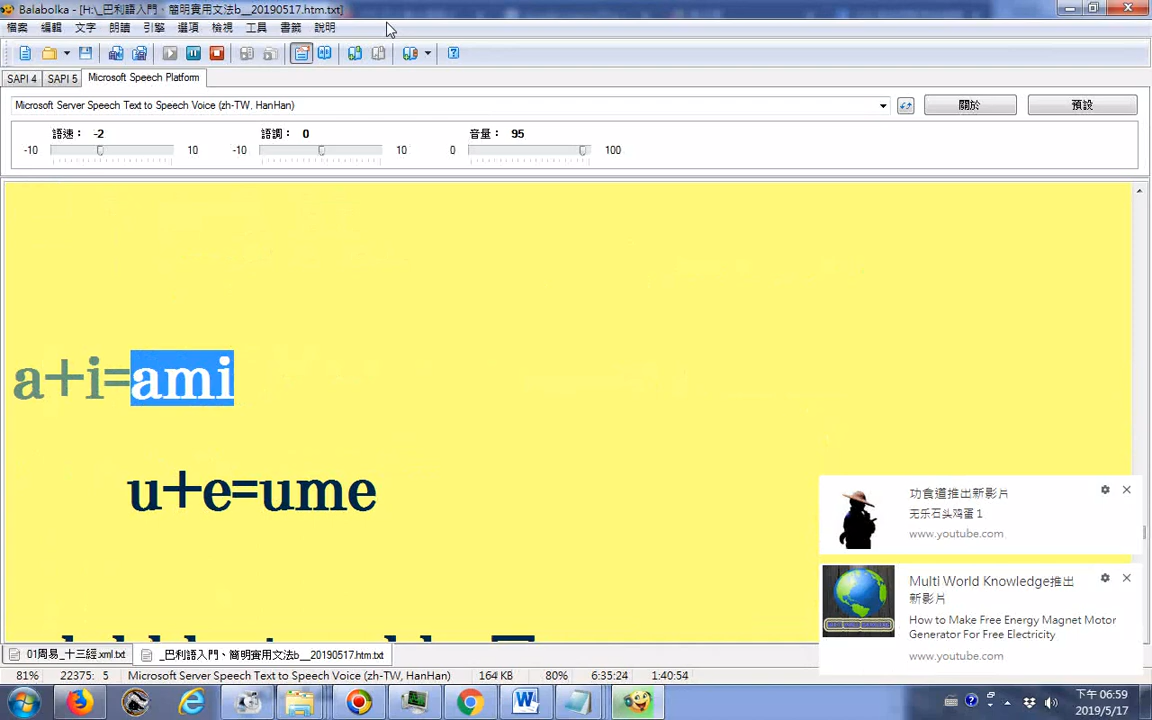 Balabolka - [H:\_巴利語入門、簡明實用文法b__20190517.htm.txt]
檔案 編輯 文字 朗讀 引擎 選項 檢視 工具 書籤 說明
SAPI 4 SAPI 5 Microsoft Speech Platform
Microsoft Server Speech Text to Speech Voice (zh-TW, HanHan) 關於 預設
語速： -2 語調： 0 音量： 95
-10 10 -10 10 0 100
a+i=ami
u+e=ume
功食道推出新影片
无乐石头鸡蛋 1
www.youtube.com
Multi World Knowledge推出
新影片
How to Make Free Energy Magnet Motor
Generator For Free Electricity
www.youtube.com
01周易_十三經.xml.txt _巴利語入門、簡明實用文法b__20190517.htm.txt
81% 22375: 5 Microsoft Server Speech Text to Speech Voice (zh-TW, HanHan) 164 KB 80% 6:35:24 1:40:54
下午 06:59
2019/5/17